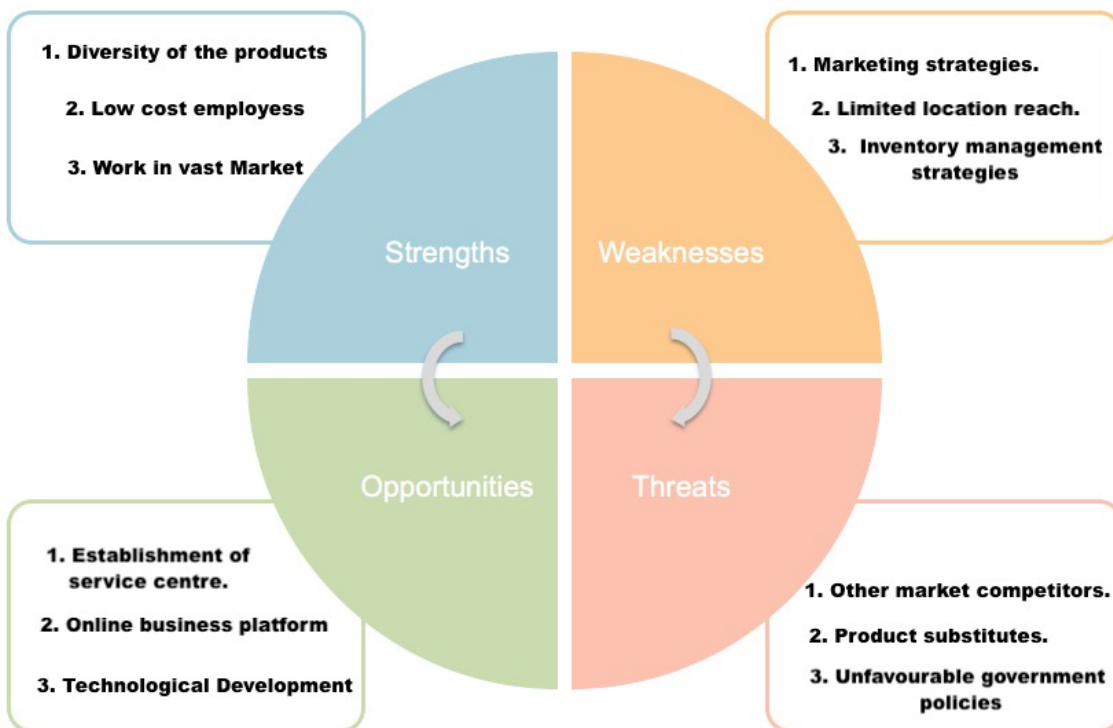 1. Diversity of the products
2. Low cost employess
3. Work in vast Market
1. Marketing strategies.
2. Limited location reach.
3. Inventory management
strategies
Strengths
Weaknesses
Opportunities
Threats
1. Establishment of
service centre.
2. Online business platform
3. Technological Development
1. Other market competitors.
2. Product substitutes.
3. Unfavourable government
policies